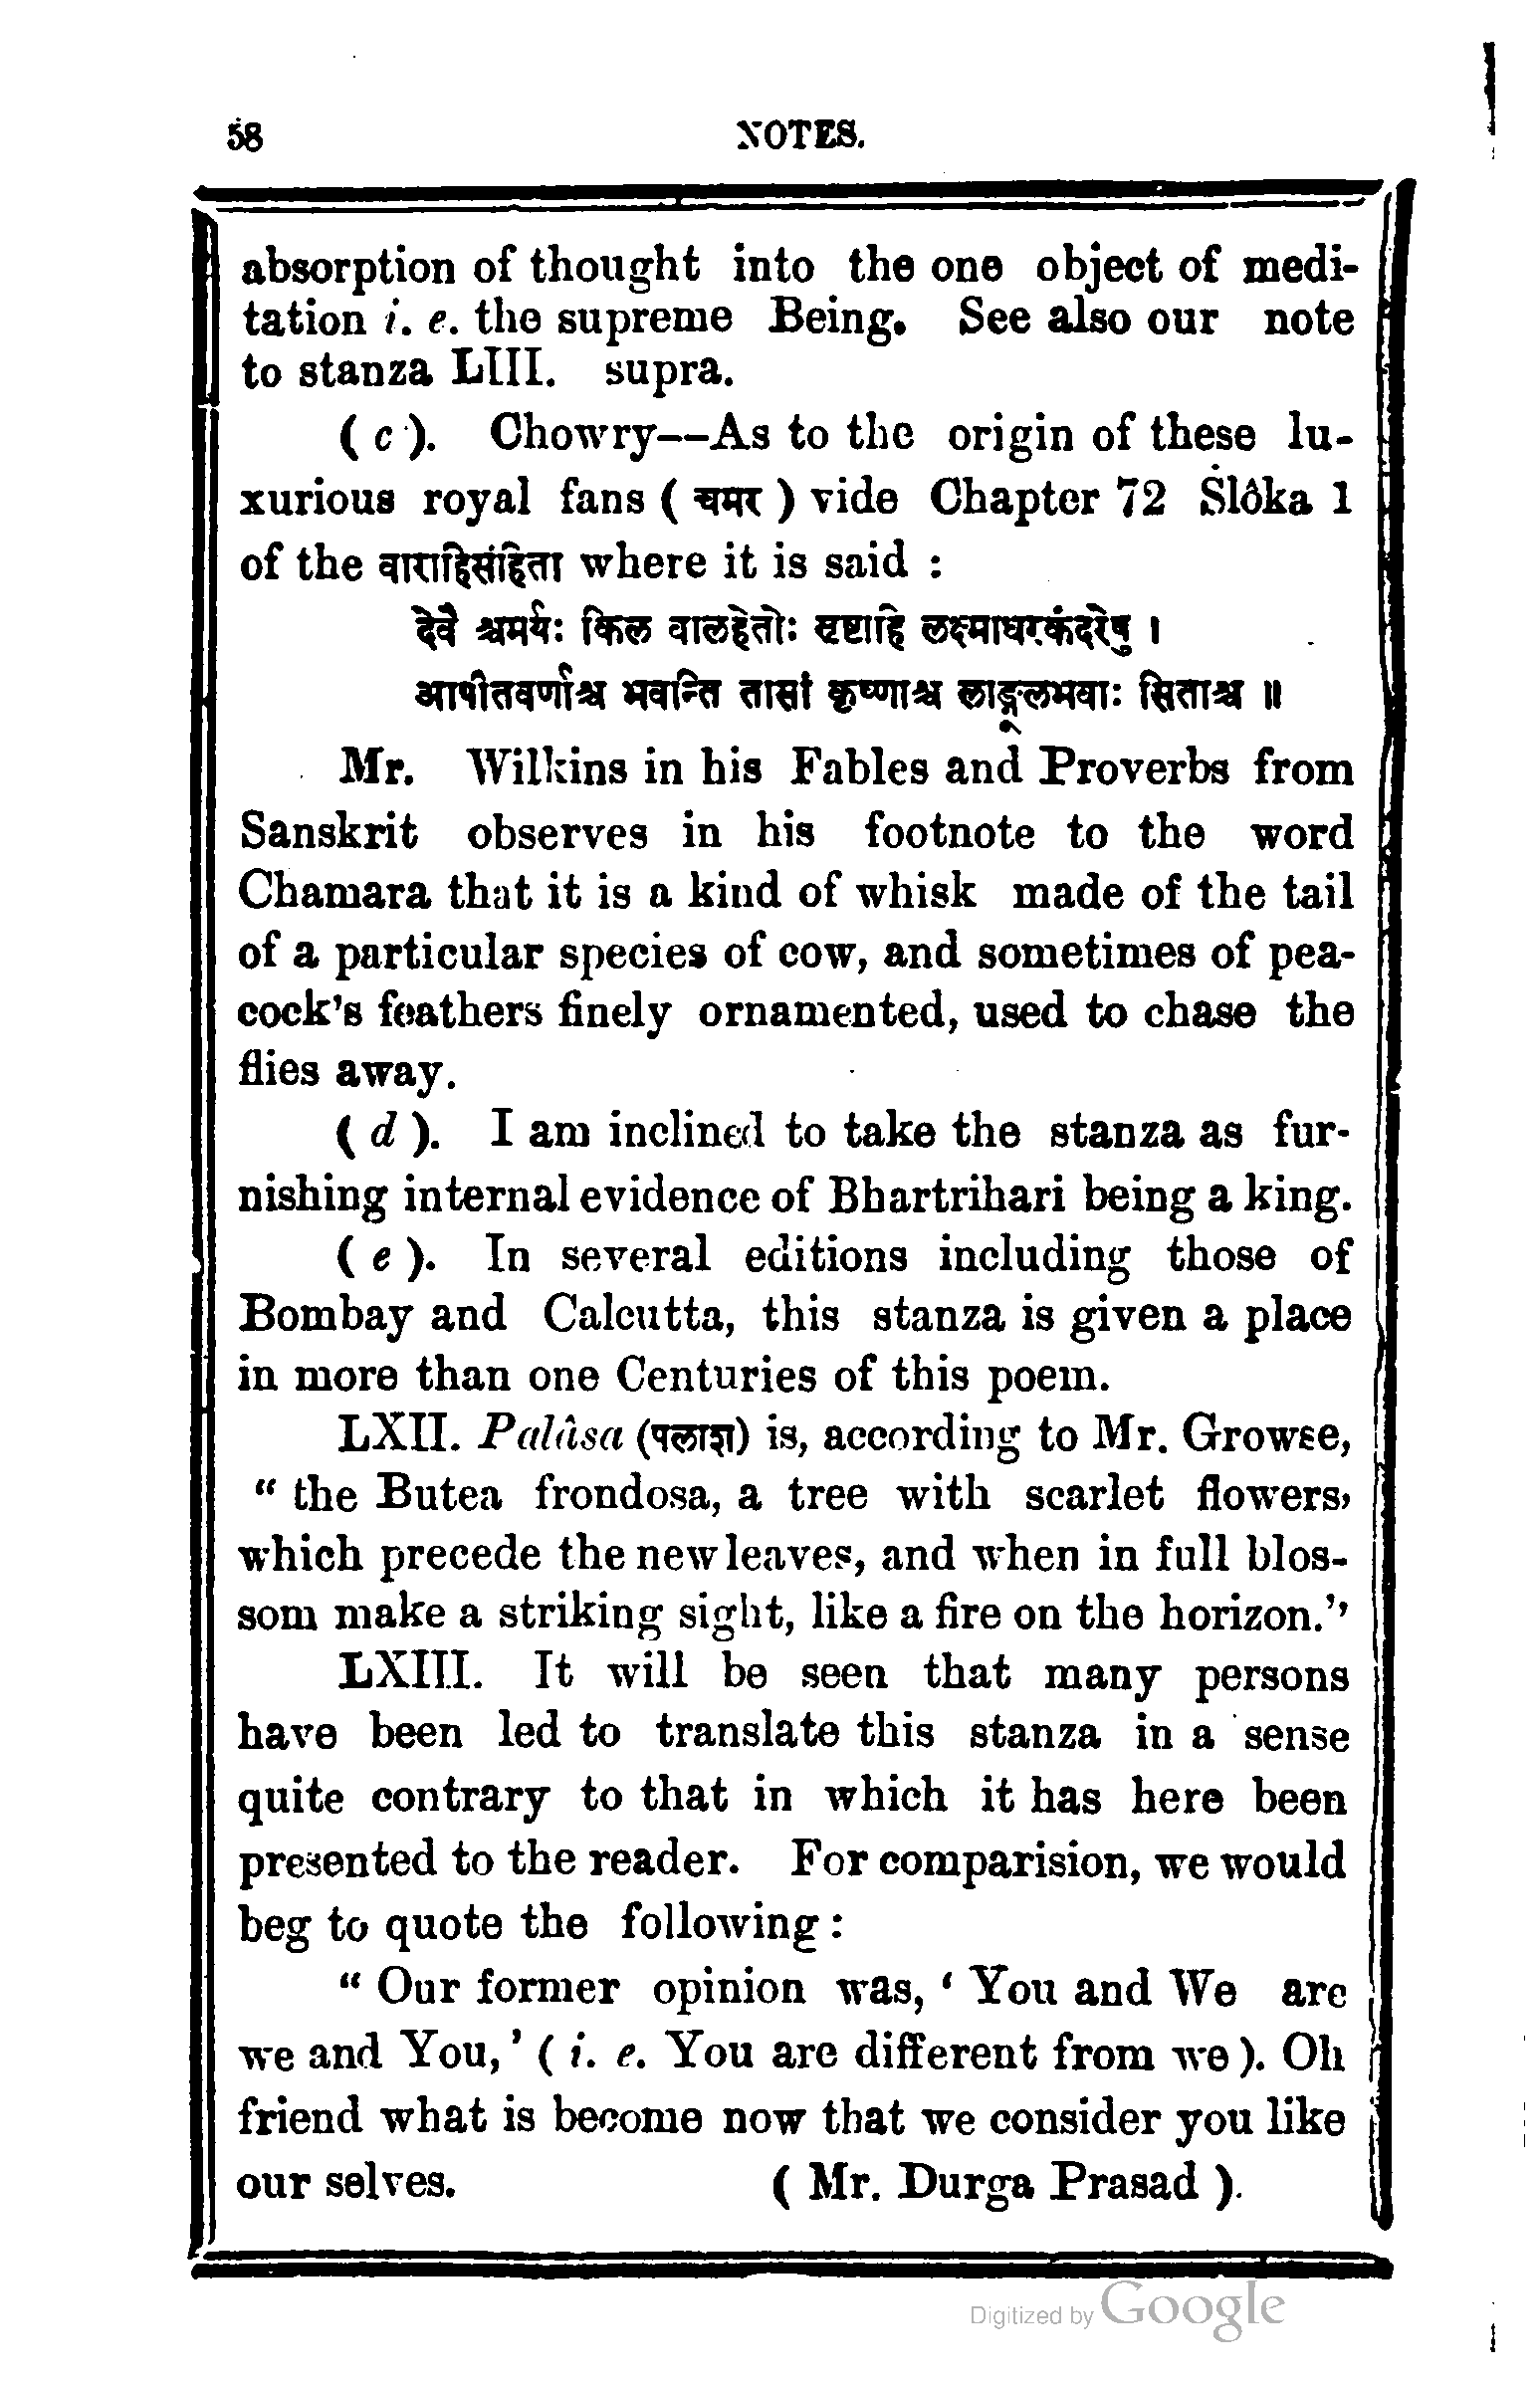 58 NOTES.
absorption of thought into the one object of medi-
tation i. e. the supreme Being. See also our note
to stanza LIII. supra.
( c ). Chowry--As to the origin of these lu-
xurious royal fans ( चमर ) vide Chapter 72 Ślôka 1
of the वाराहिसंहिता where it is said :
देवै श्चमर्यः किल वालहेतोः सृष्टाहि लक्ष्माधरकंदरेषु ।
आपीतवर्णाश्च भवन्ति तासां कृष्णाश्च लाङ्गूलभवाः सिताश्च ॥
Mr. Wilkins in his Fables and Proverbs from
Sanskrit observes in his footnote to the word
Chamara that it is a kind of whisk made of the tail
of a particular species of cow, and sometimes of pea-
cock's feathers finely ornamented, used to chase the
flies away.
( d ). I am inclined to take the stanza as fur-
nishing internal evidence of Bhartrihari being a king.
( e ). In several editions including those of
Bombay and Calcutta, this stanza is given a place
in more than one Centuries of this poem.
LXII. Palâsa (पलाश) is, according to Mr. Growse,
“ the Butea frondosa, a tree with scarlet flowers,
which precede the new leaves, and when in full blos-
som make a striking sight, like a fire on the horizon.”
LXIII. It will be seen that many persons
have been led to translate this stanza in a sense
quite contrary to that in which it has here been
presented to the reader. For comparision, we would
beg to quote the following :
“ Our former opinion was, ‘ You and We are
we and You,’ ( i. e. You are different from we ). Oh
friend what is become now that we consider you like
our selves. ( Mr. Durga Prasad ).
Digitized by Google